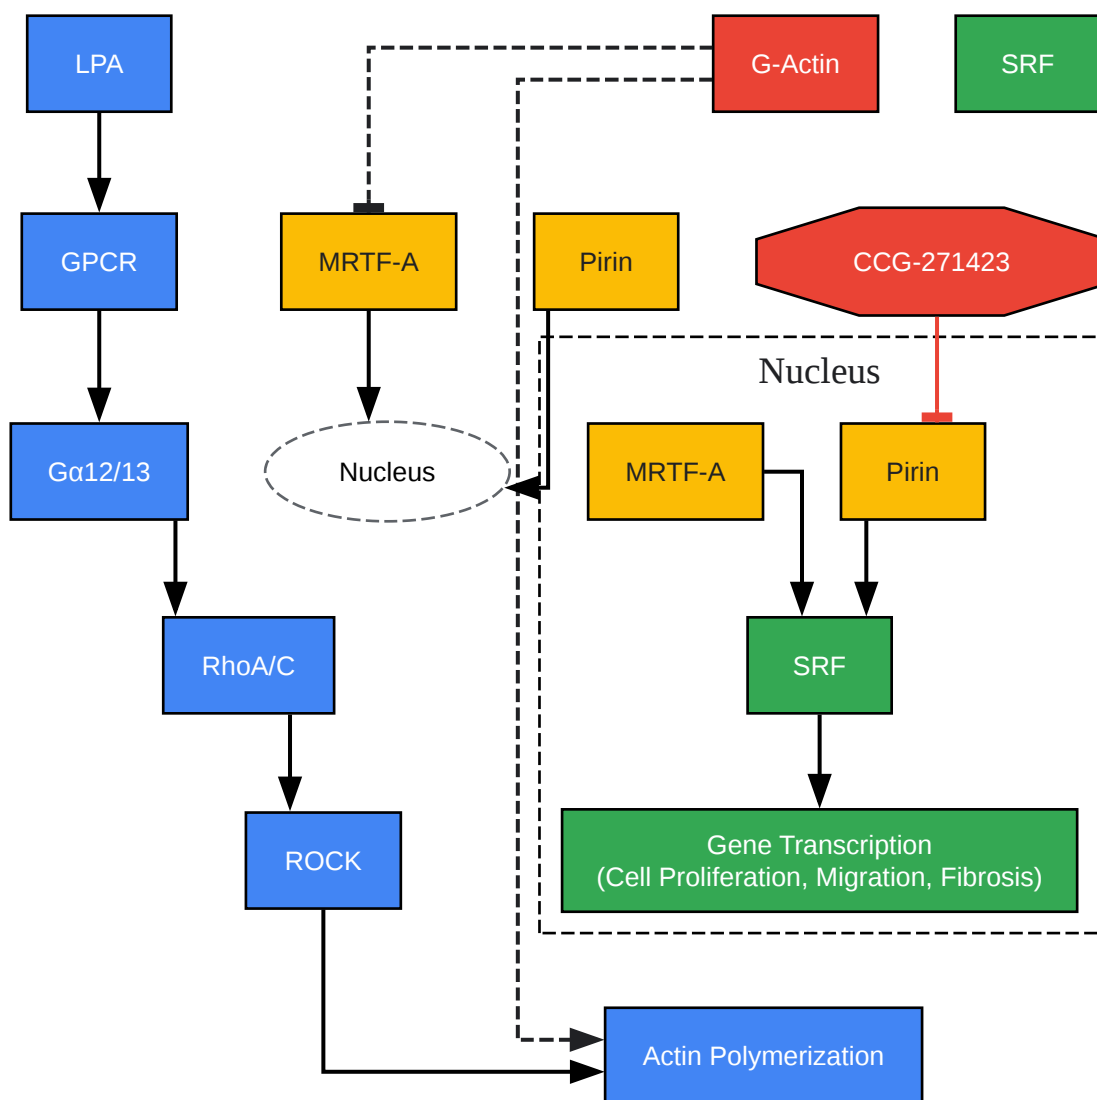 LPA
G-Actin
SRF
GPCR
MRTF-A
Pirin
CCG-271423
Nucleus
Gα12/13
Nucleus
MRTF-A
Pirin
RhoA/C
SRF
ROCK
Gene Transcription
(Cell Proliferation, Migration, Fibrosis)
Actin Polymerization